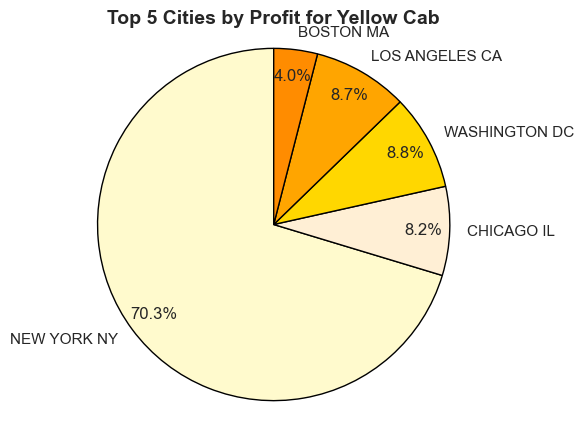 Top 5 Cities by Profit for Yellow Cab
BOSTON MA
4.0%
LOS ANGELES CA
8.7%
WASHINGTON DC
8.8%
CHICAGO IL
8.2%
70.3%
NEW YORK NY